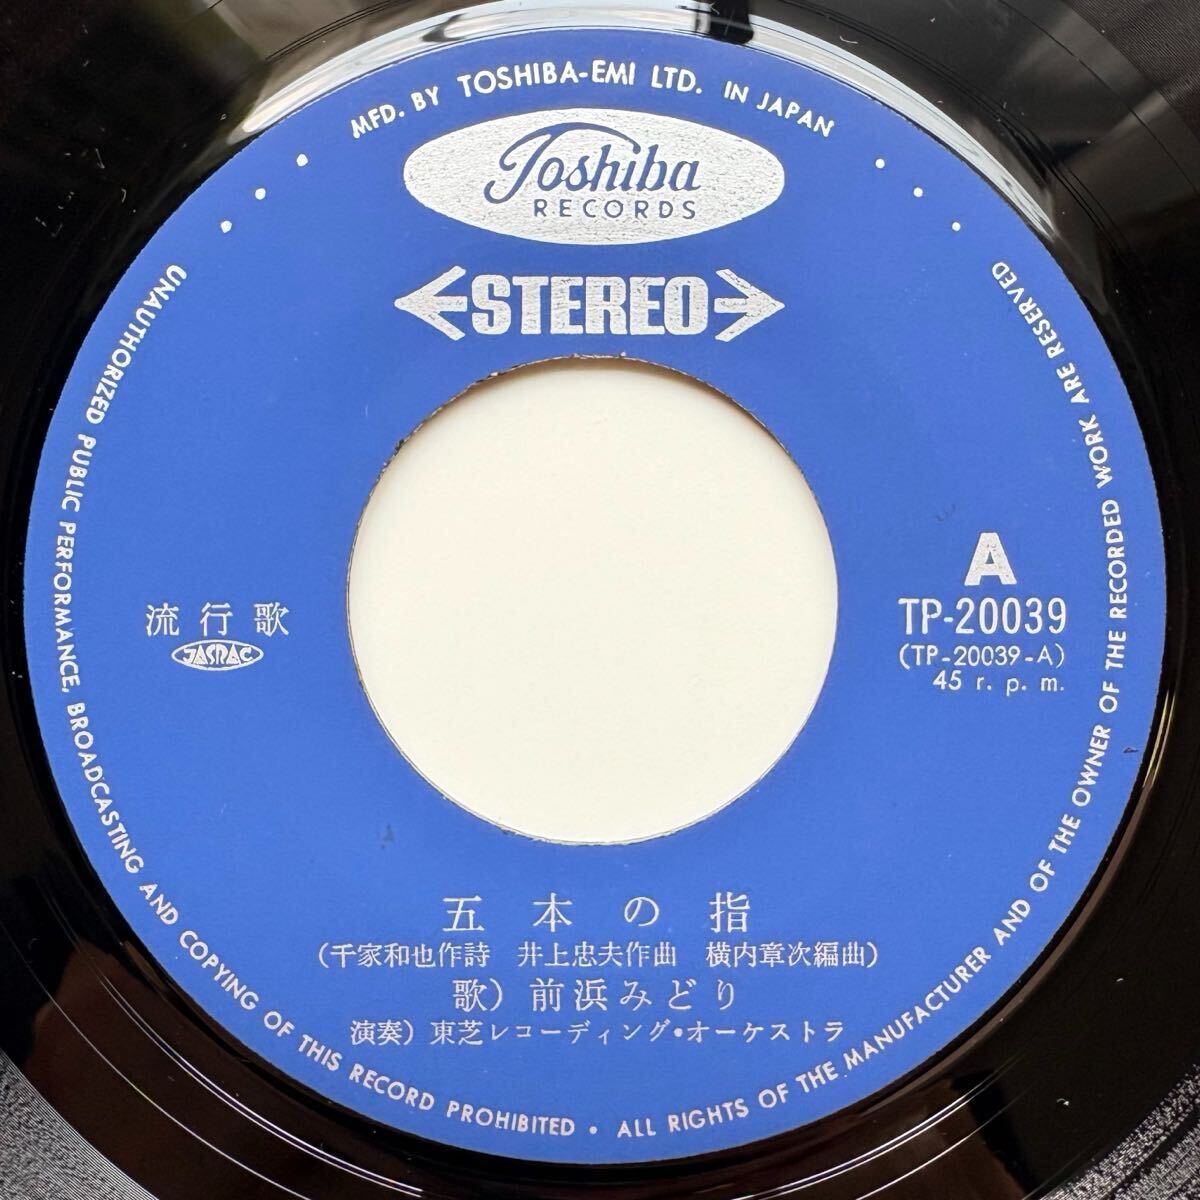 MFD. BY TOSHIBA-EMI LTD. IN JAPAN
Toshiba
RECORDS
STEREO
A
TP-20039
(TP-20039-A)
45 r. p. m.
流行歌
JASRAC
五本の指
(千家和也作詩 井上忠夫作曲 横内章次編曲)
歌) 前浜みどり
演奏) 東芝レコーディング・オーケストラ
UNAUTHORIZED PUBLIC PERFORMANCE, BROADCASTING AND COPYING OF THIS RECORD PROHIBITED • ALL RIGHTS OF THE MANUFACTURER AND OF THE OWNER OF THE RECORDED WORK ARE RESERVED